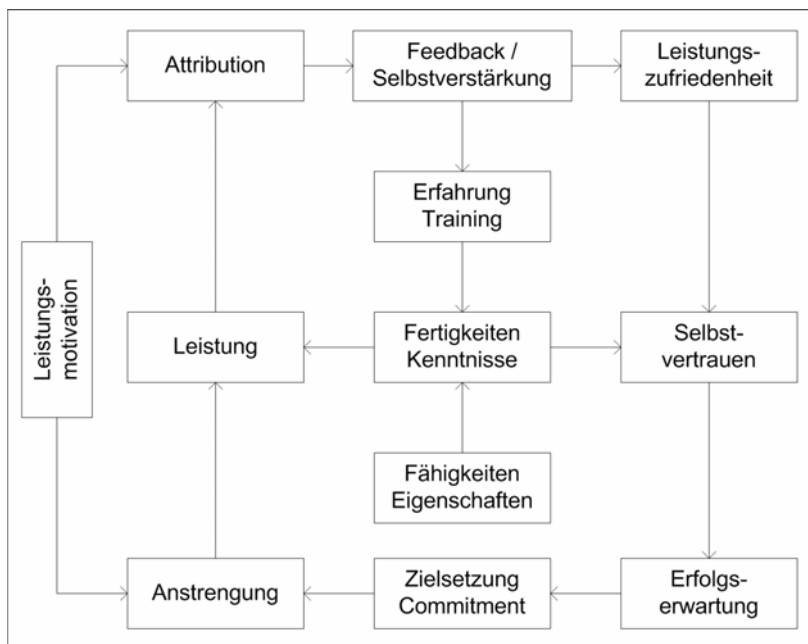 Attribution
Feedback /
Selbstverstärkung
Leistungs-
zufriedenheit
Erfahrung
Training
Leistungs-
motivation
Leistung
Fertigkeiten
Kenntnisse
Selbst-
vertrauen
Fähigkeiten
Eigenschaften
Anstrengung
Zielsetzung
Commitment
Erfolgs-
erwartung